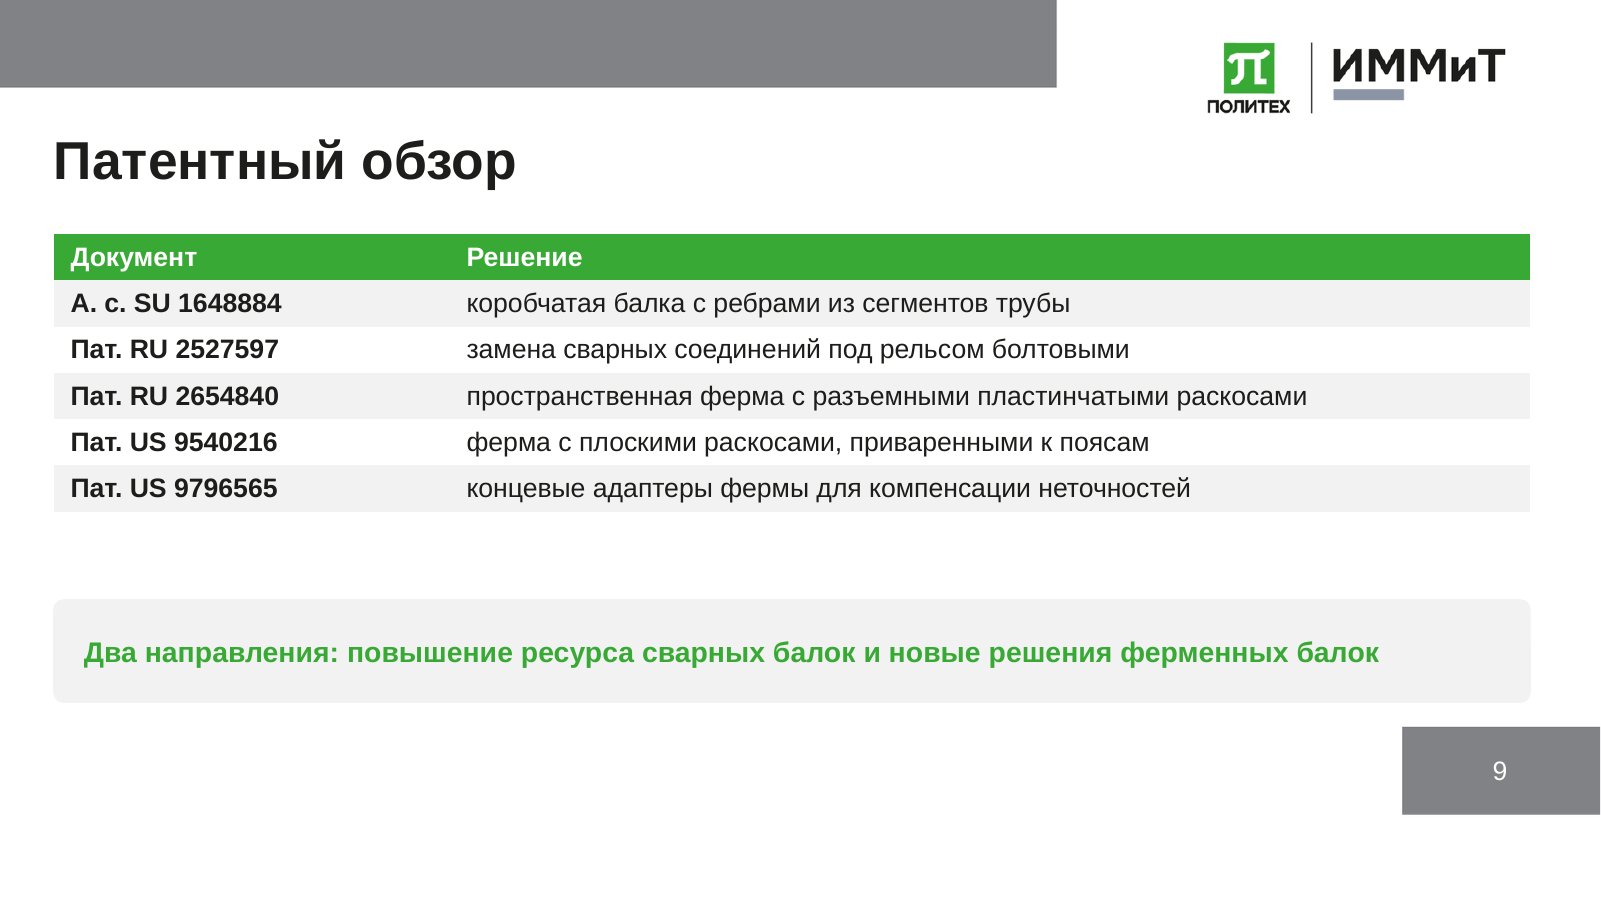 ПОЛИТЕХ
ИММиТ
Патентный обзор
Документ Решение
А. с. SU 1648884 коробчатая балка с ребрами из сегментов трубы
Пат. RU 2527597 замена сварных соединений под рельсом болтовыми
Пат. RU 2654840 пространственная ферма с разъемными пластинчатыми раскосами
Пат. US 9540216 ферма с плоскими раскосами, приваренными к поясам
Пат. US 9796565 концевые адаптеры фермы для компенсации неточностей
Два направления: повышение ресурса сварных балок и новые решения ферменных балок
9